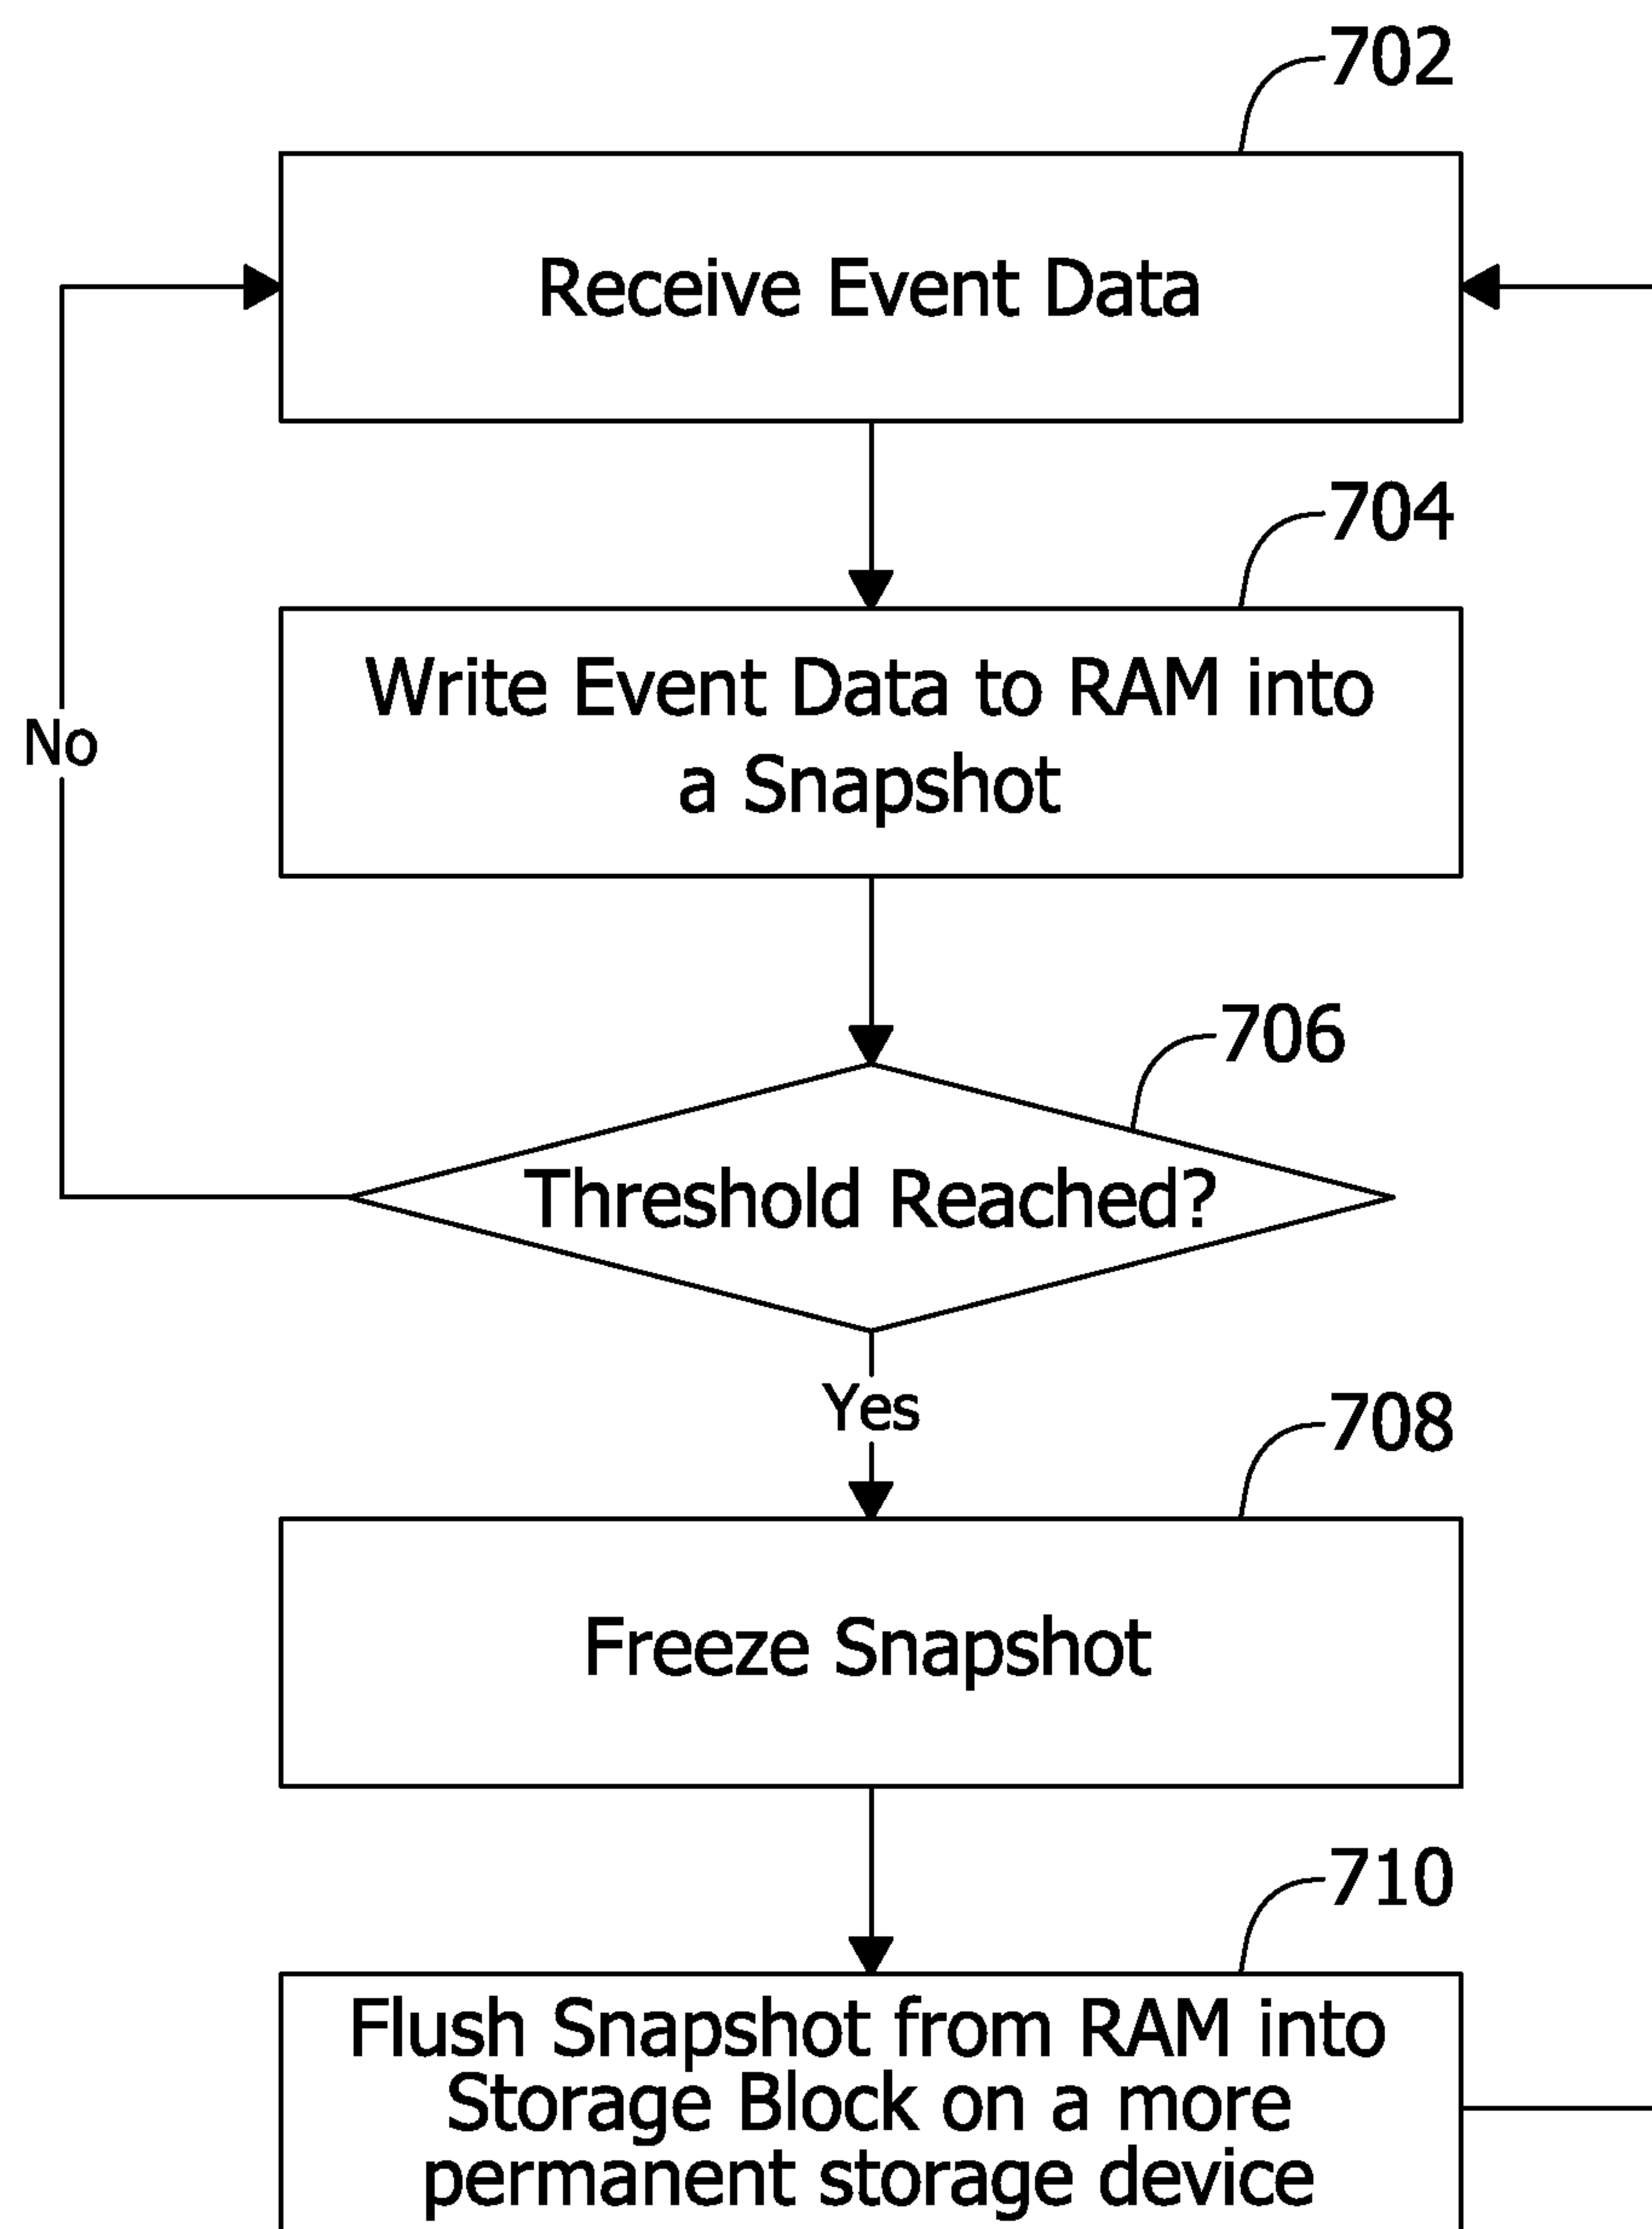 702
Receive Event Data
704
Write Event Data to RAM into
a Snapshot
No
706
Threshold Reached?
Yes
708
Freeze Snapshot
710
Flush Snapshot from RAM into
Storage Block on a more
permanent storage device